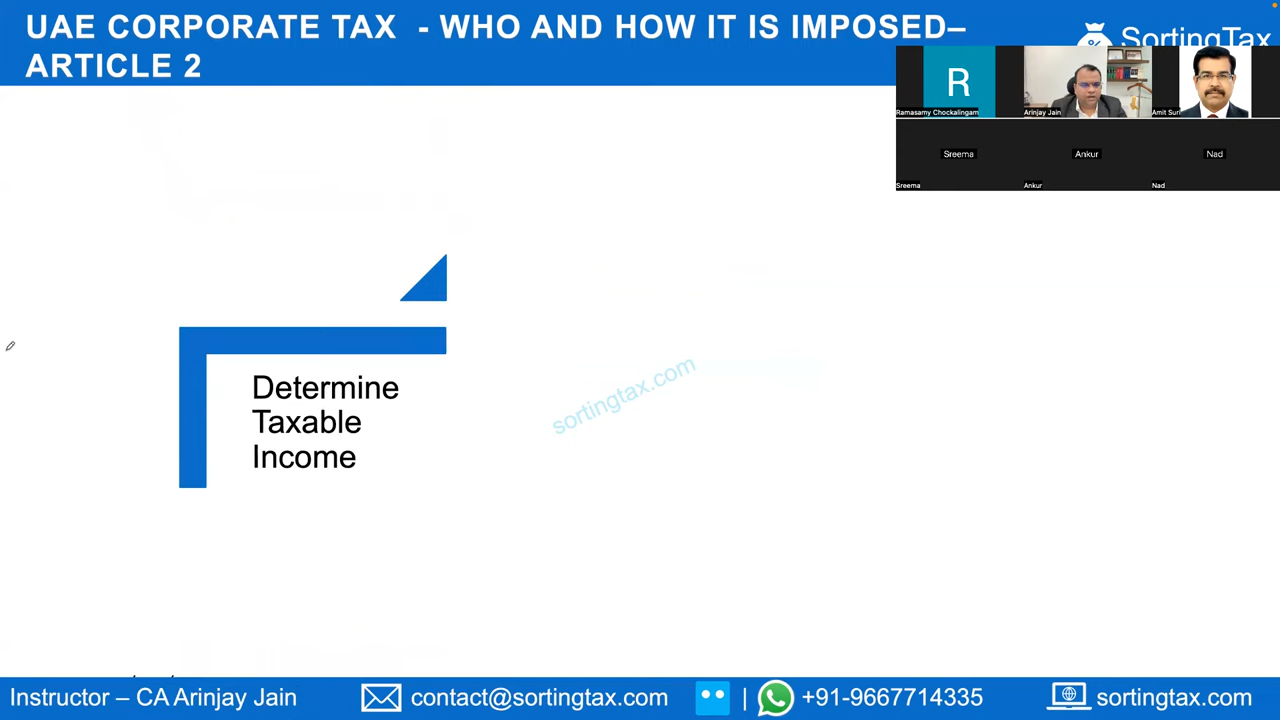 UAE CORPORATE TAX - WHO AND HOW IT IS IMPOSED–
ARTICLE 2
SortingTax
R
Ramasamy Chockalingam
Arinjay Jain
Amit Suri
Sreema
Ankur
Nad
Sreema
Ankur
Nad
Determine
Taxable
Income
sortingtax.com
Instructor – CA Arinjay Jain
contact@sortingtax.com
|
+91-9667714335
sortingtax.com